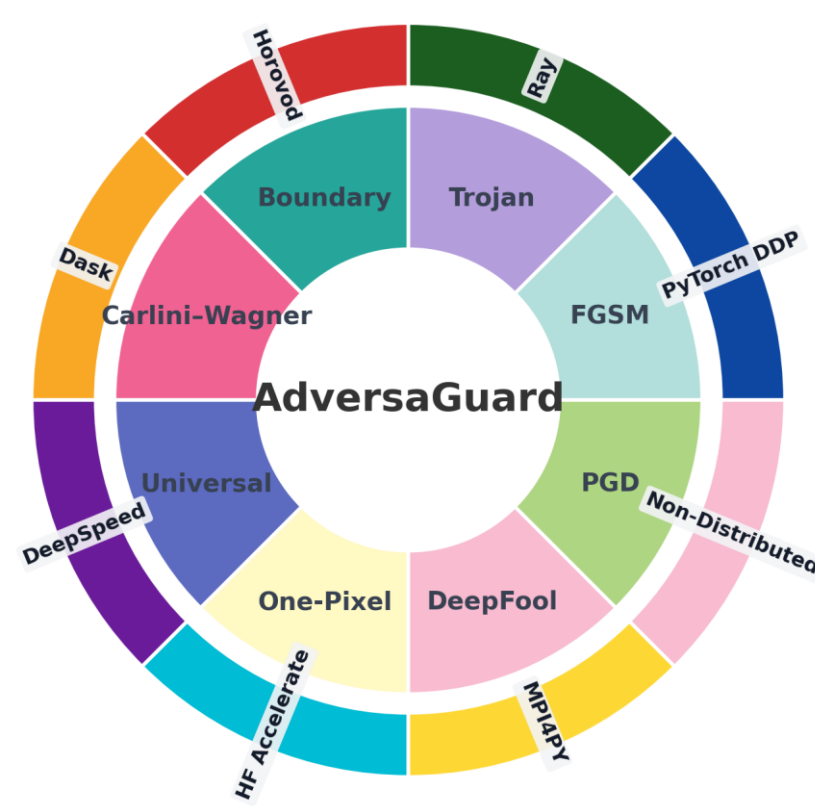 Horovod
Ray
Boundary
Trojan
Dask
PyTorch DDP
Carlini–Wagner
FGSM
AdversaGuard
Universal
PGD
DeepSpeed
Non-Distributed
One-Pixel
DeepFool
HF Accelerate
MPI4PY